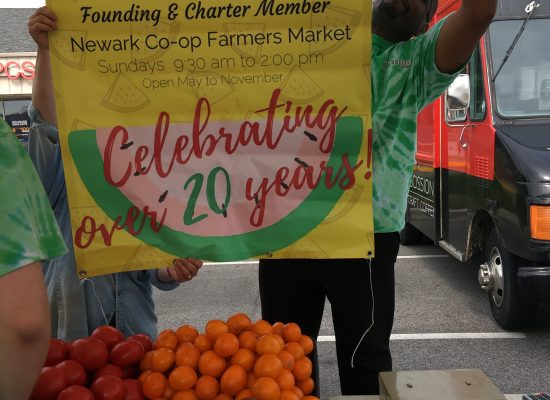 Founding & Charter Member
Newark Co-op Farmers Market
Sundays 9:30 am to 2:00 pm
Open May to November
Celebrating
over 20 years!